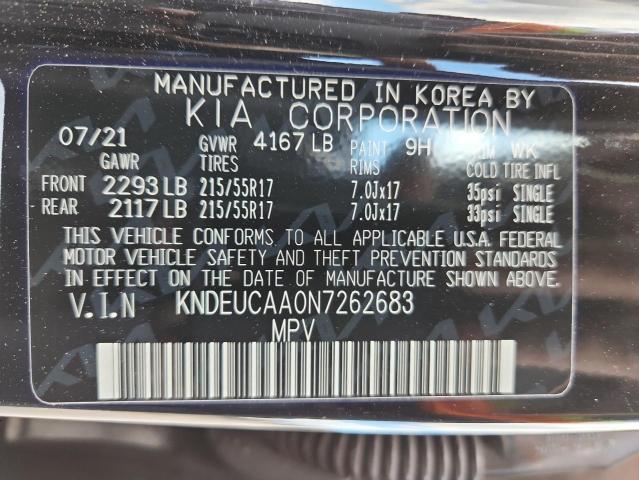 MANUFACTURED IN KOREA BY
KIA CORPORATION
07/21 GVWR 4167 LB PAINT 9H WK
GAWR TIRES RIMS COLD TIRE INFL
FRONT 2293 LB 215/55R17 7.0Jx17 35psi SINGLE
REAR 2117 LB 215/55R17 7.0Jx17 33psi SINGLE
THIS VEHICLE CONFORMS TO ALL APPLICABLE U.S.A. FEDERAL
MOTOR VEHICLE SAFETY AND THEFT PREVENTION STANDARDS
IN EFFECT ON THE DATE OF MANUFACTURE SHOWN ABOVE.
V.I.N KNDEUCAA0N7262683
MPV